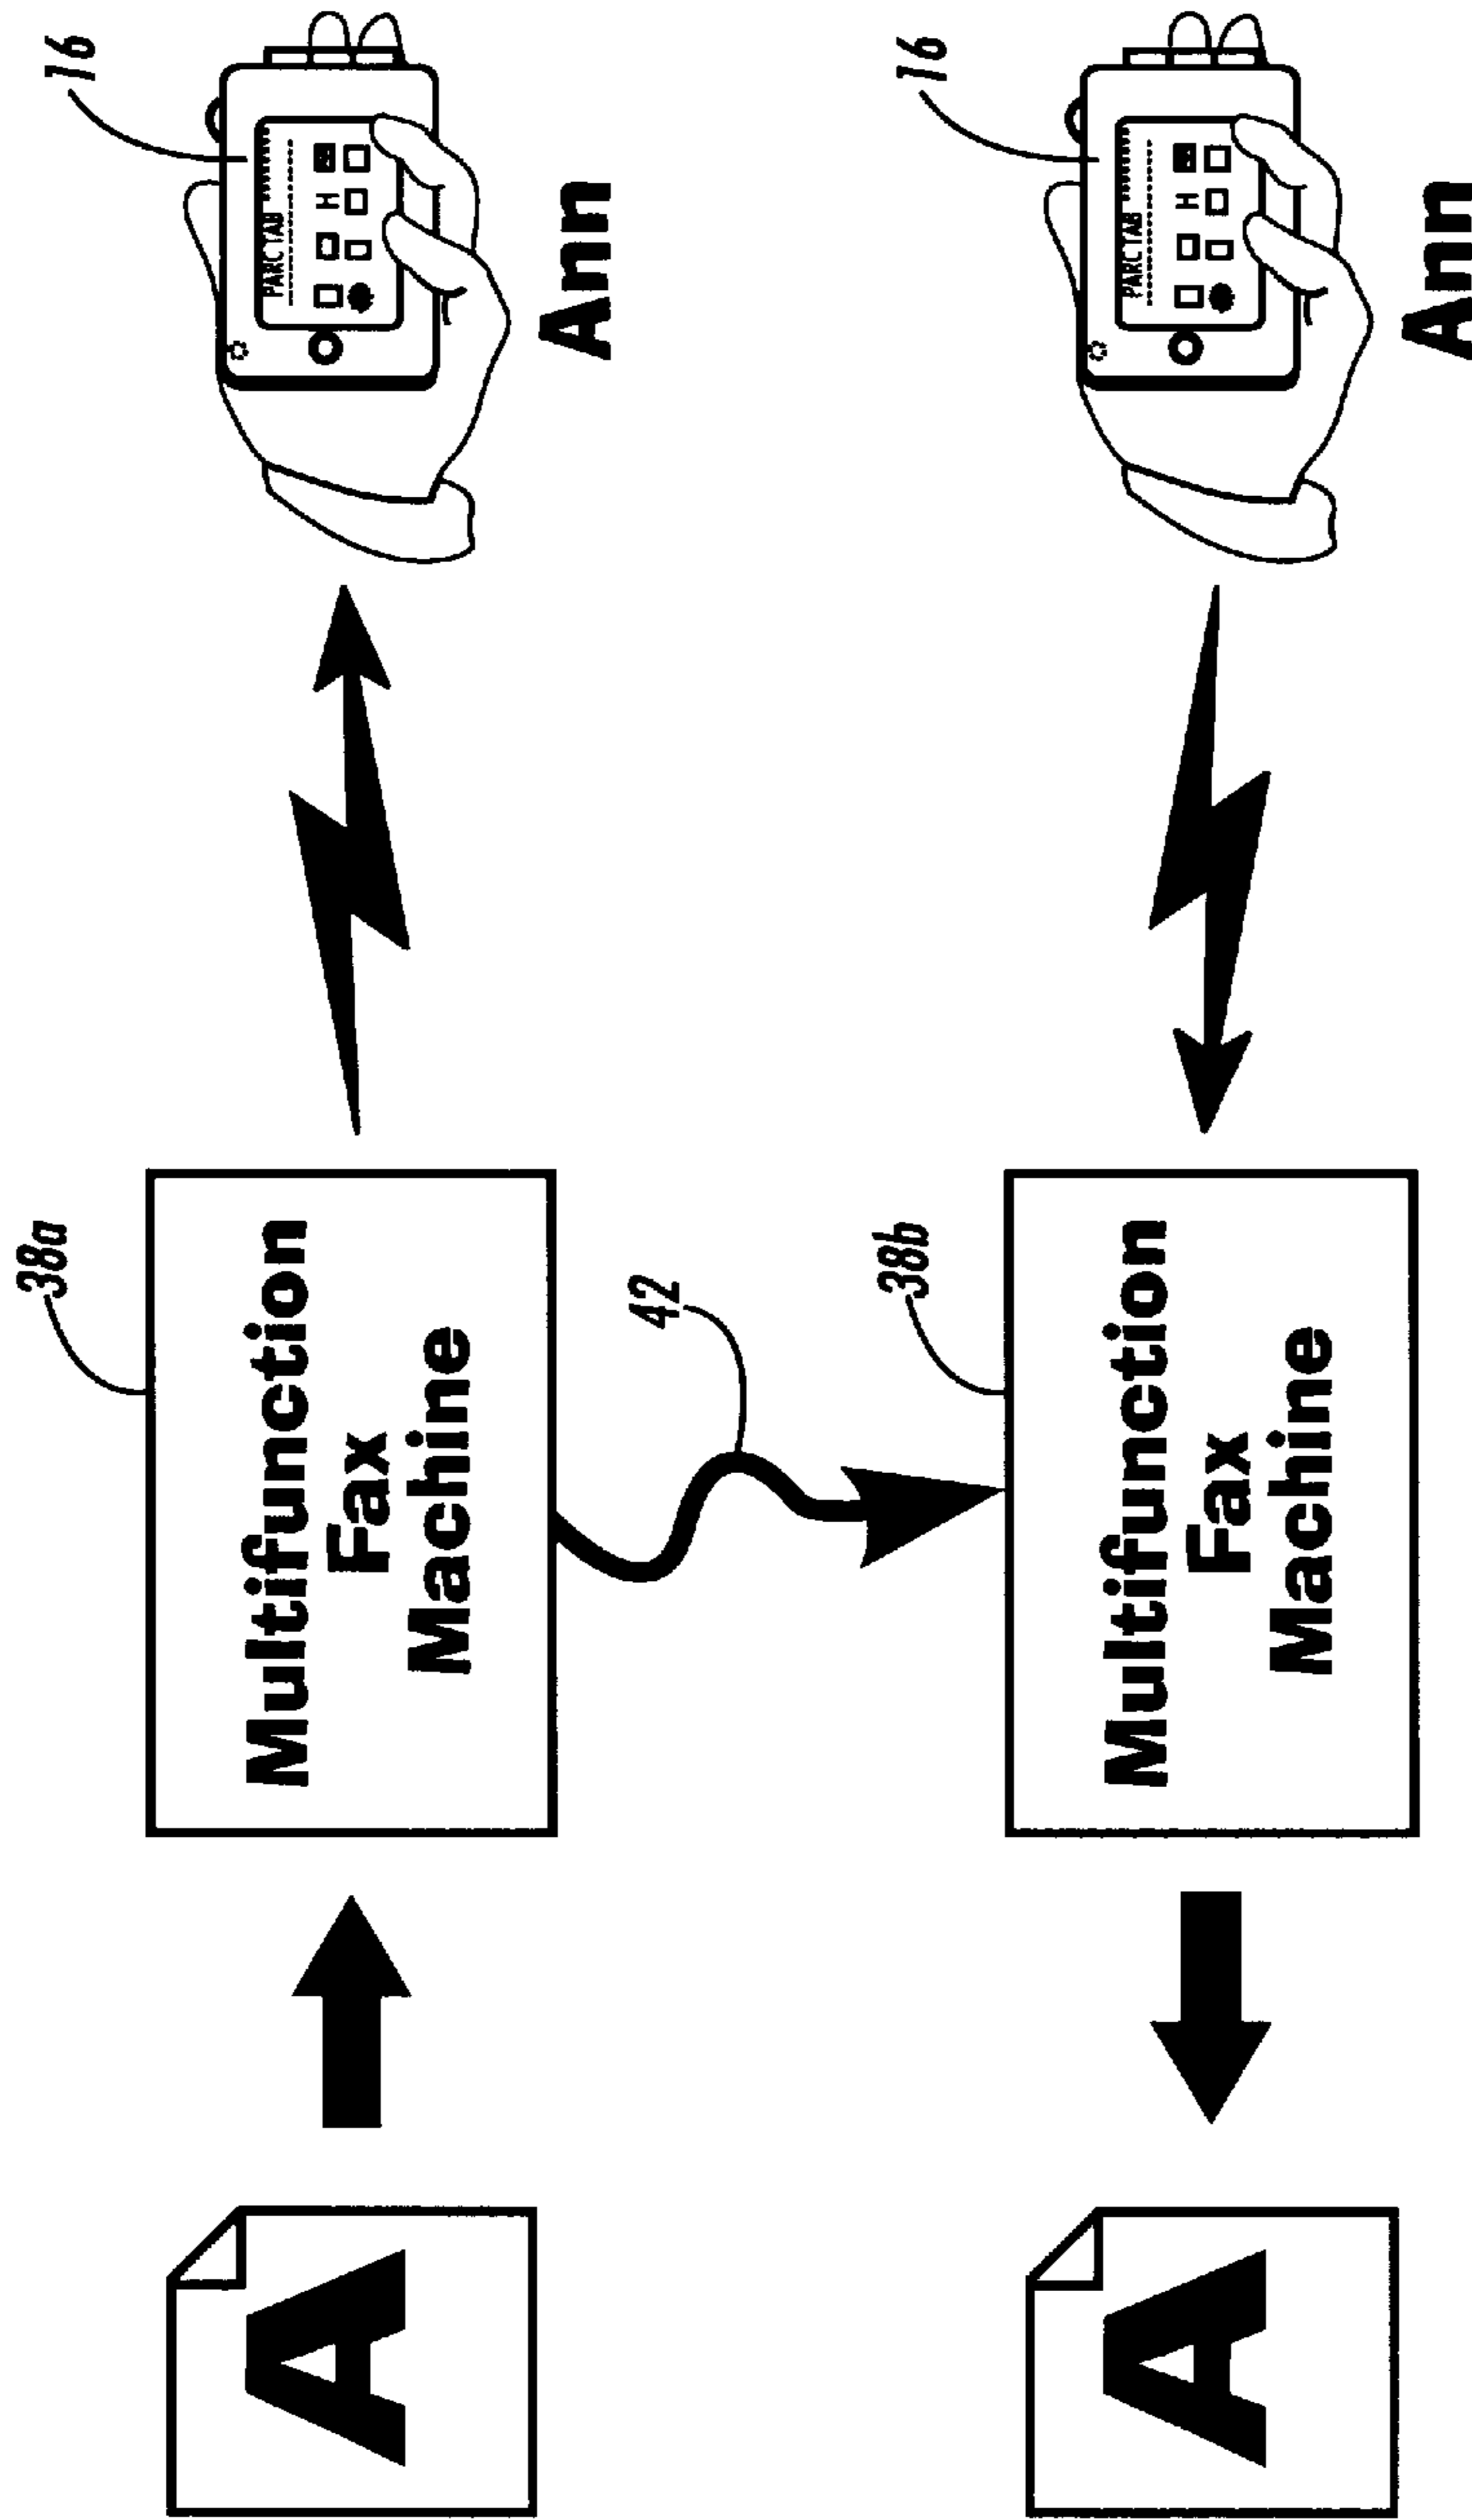 38a
16
Multifunction
Fax
Machine
PARCTAB
Ann
A
42
38b
16
Multifunction
Fax
Machine
PARCTAB
Ann
A